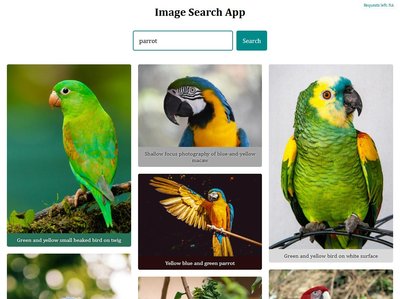 Requests left: N/A
Image Search App
parrot
Search
Green and yellow small beaked bird on twig
Shallow focus photography of blue-and-yellow
macaw
Yellow blue and green parrot
Green and yellow bird on white surface